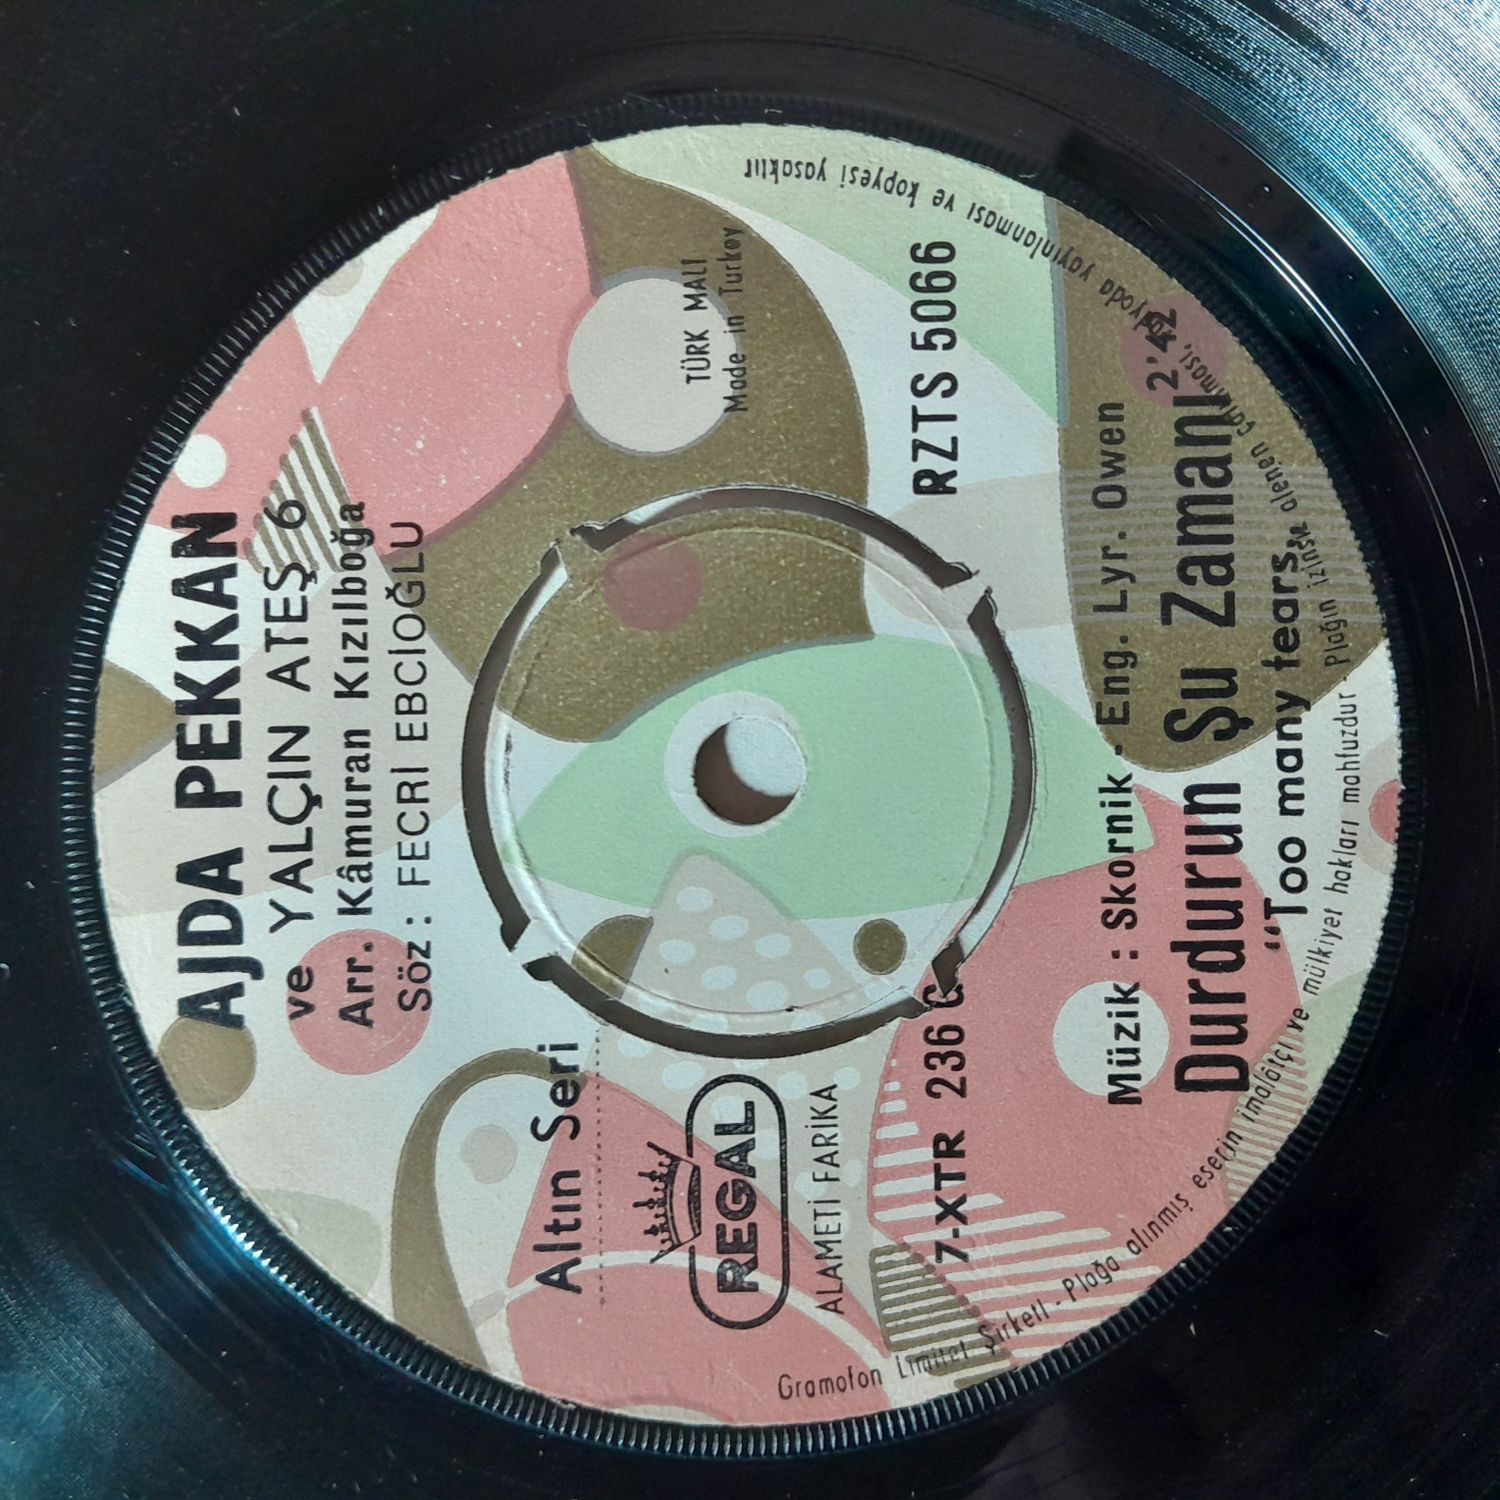 AJDA PEKKAN
ve YALÇIN ATEŞ 6
Arr. Kâmuran Kızılboğa
Söz : FECRİ EBCİOĞLU
Altın Seri
REGAL
ALAMETİ FARİKA
TÜRK MALI
Made in Turkey
7-XTR 236 C
RZTS 5066
Müzik : Skornik - Eng. Lyr. Owen
Durdurun Şu Zamanı 2'42
"Too many tears"
Gramofon Limitet Şirketi - Plağa alınmış eserin imalâtçı ve mülkiyet hakları mahfuzdur - Plağın izinsiz alenen çalınması, radyoda yayınlanması ve kopyesi yasaktır